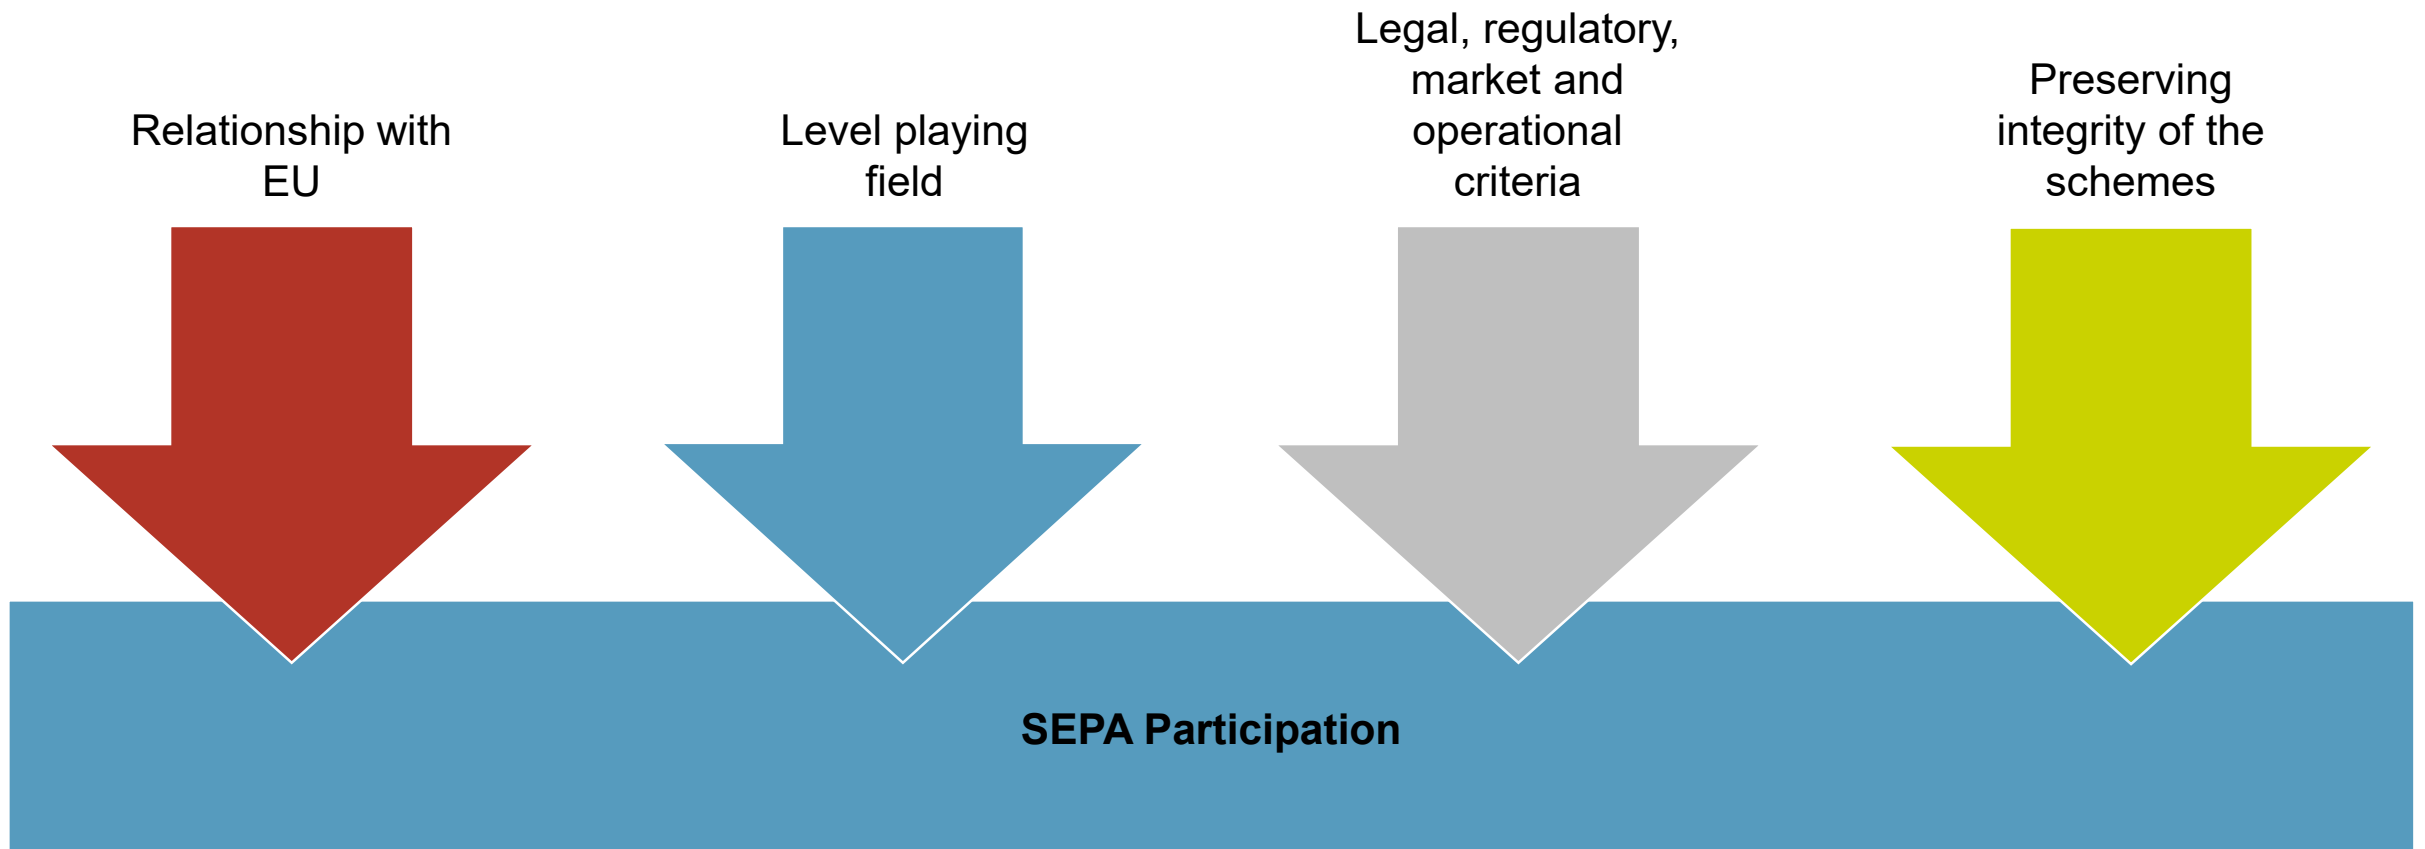 Relationship with
EU
Level playing
field
Legal, regulatory,
market and
operational
criteria
Preserving
integrity of the
schemes
SEPA Participation